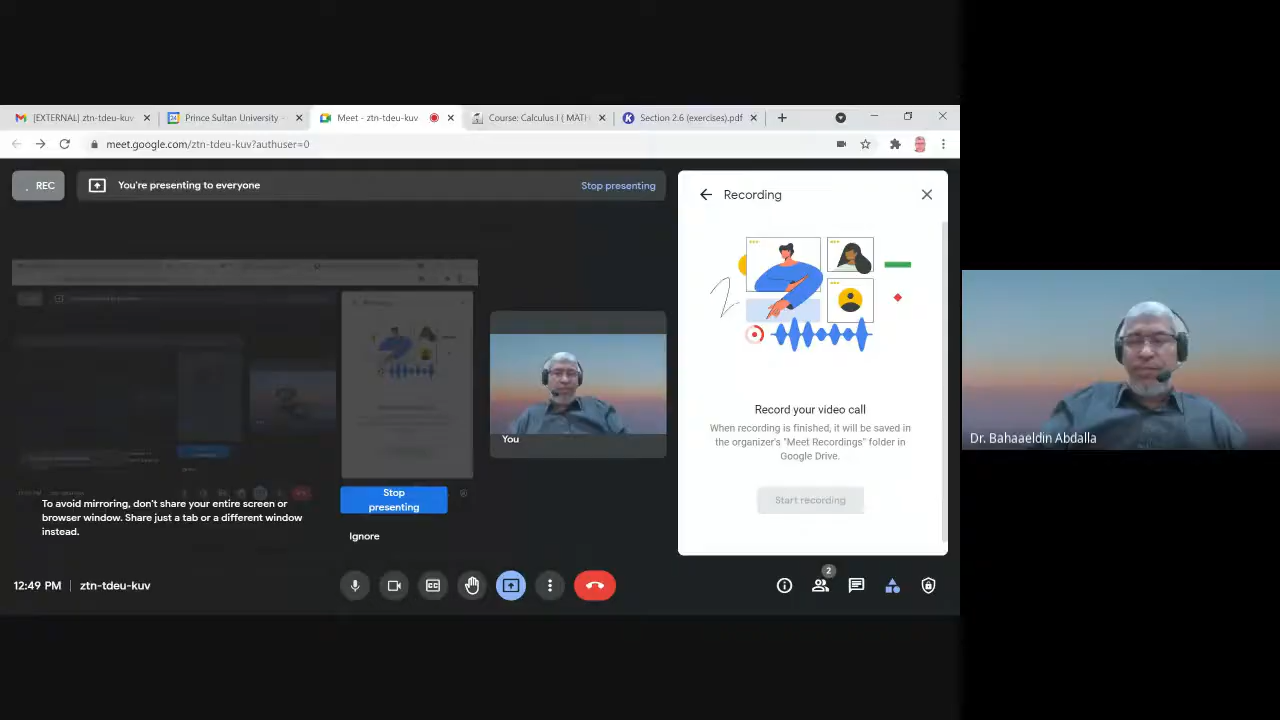 [EXTERNAL] ztn-tdeu-kuv
Prince Sultan University -
Meet - ztn-tdeu-kuv
Course: Calculus I ( MATI
Section 2.6 (exercises).pdf
meet.google.com/ztn-tdeu-kuv?authuser=0
REC
You're presenting to everyone
Stop presenting
Recording
You
Record your video call
When recording is finished, it will be saved
in the organizer's "Meet Recordings" folder in
Google Drive.
Start recording
To avoid mirroring, don't share your entire screen or
browser window. Share just a tab or a different window
instead.
Stop
presenting
Ignore
12:49 PM | ztn-tdeu-kuv
2
Dr. Bahaaeldin Abdalla